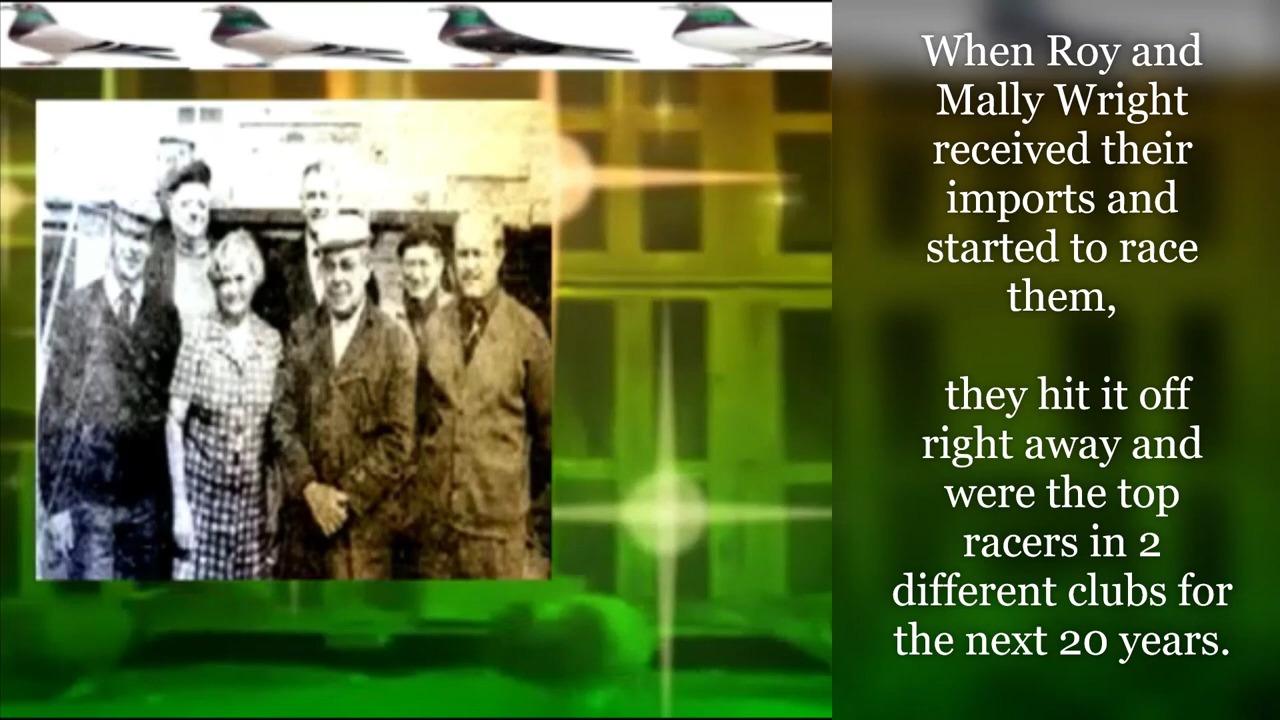 When Roy and
Mally Wright
received their
imports and
started to race
them,
they hit it off
right away and
were the top
racers in 2
different clubs for
the next 20 years.